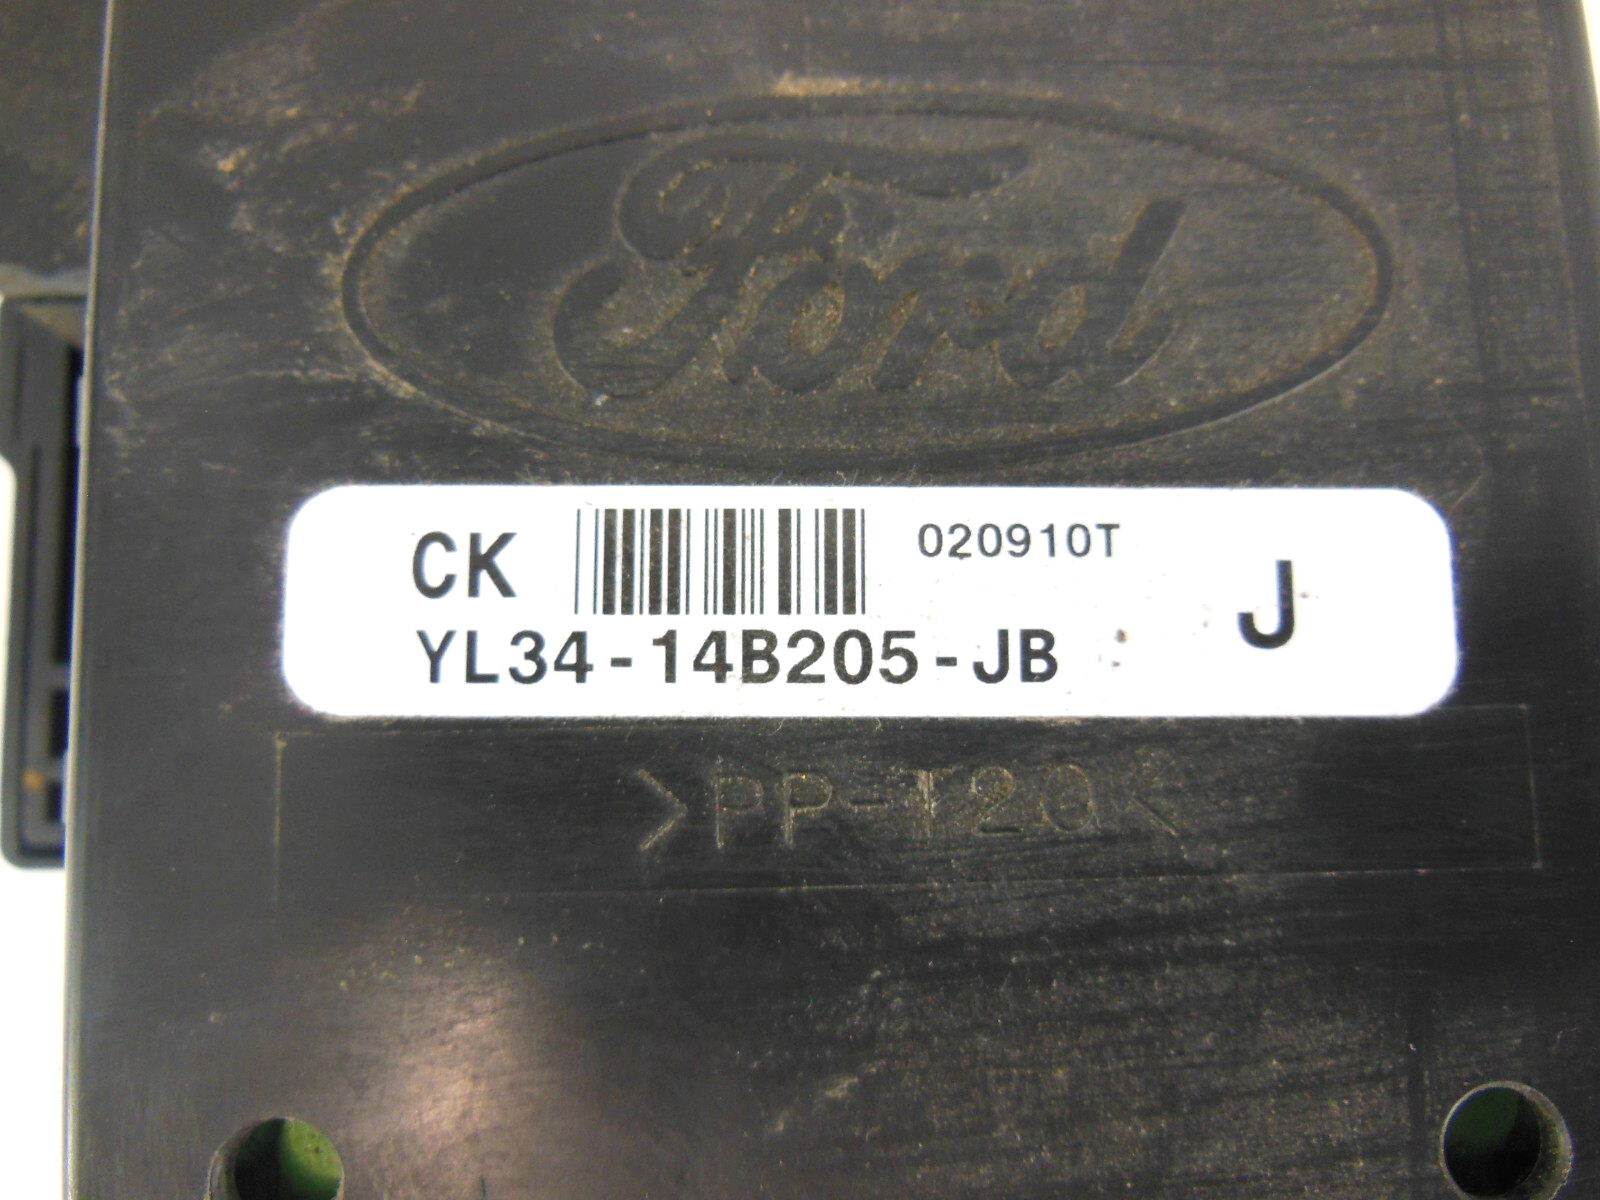 Ford
CK 020910T
J
YL34-14B205-JB
>PP-T20<